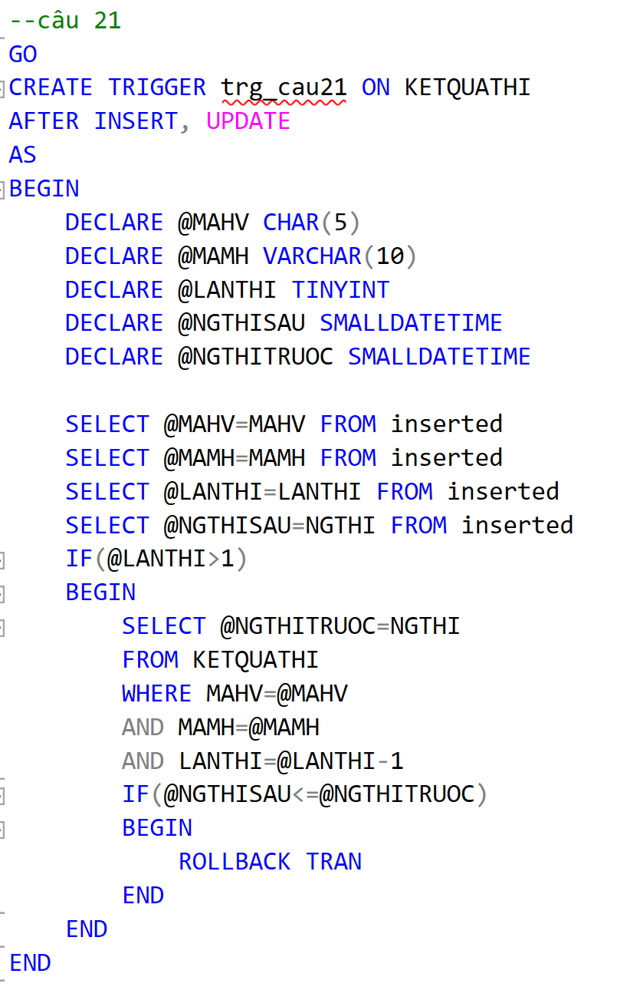 --câu 21
GO
CREATE TRIGGER trg_cau21 ON KETQUATHI
AFTER INSERT, UPDATE
AS
BEGIN
    DECLARE @MAHV CHAR(5)
    DECLARE @MAMH VARCHAR(10)
    DECLARE @LANTHI TINYINT
    DECLARE @NGTHISAU SMALLDATETIME
    DECLARE @NGTHITRUOC SMALLDATETIME

    SELECT @MAHV=MAHV FROM inserted
    SELECT @MAMH=MAMH FROM inserted
    SELECT @LANTHI=LANTHI FROM inserted
    SELECT @NGTHISAU=NGTHI FROM inserted
    IF(@LANTHI>1)
    BEGIN
        SELECT @NGTHITRUOC=NGTHI
        FROM KETQUATHI
        WHERE MAHV=@MAHV
        AND MAMH=@MAMH
        AND LANTHI=@LANTHI-1
        IF(@NGTHISAU<=@NGTHITRUOC)
        BEGIN
            ROLLBACK TRAN
        END
    END
END